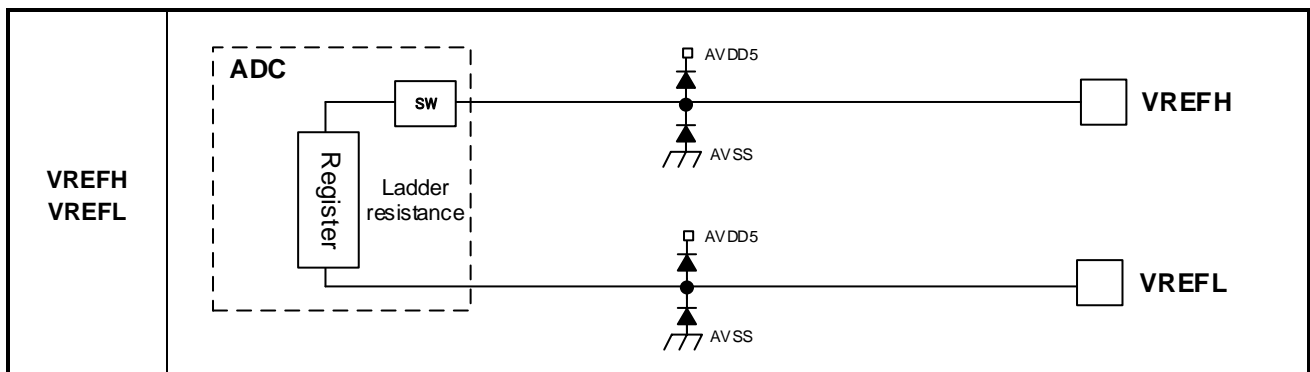 VREFH
VREFL
ADC
SW
Register
Ladder
resistance
AVDD5
AVSS
VREFH
AVDD5
AVSS
VREFL